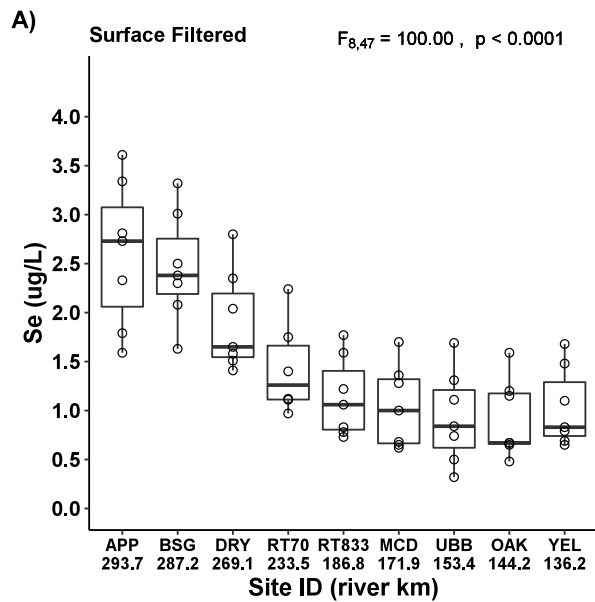 A)
Surface Filtered
F8,47 = 100.00 , p < 0.0001
Se (ug/L)
4.0
3.5
3.0
2.5
2.0
1.5
1.0
0.5
0.0
APP BSG DRY RT70 RT833 MCD UBB OAK YEL
293.7 287.2 269.1 233.5 186.8 171.9 153.4 144.2 136.2
Site ID (river km)